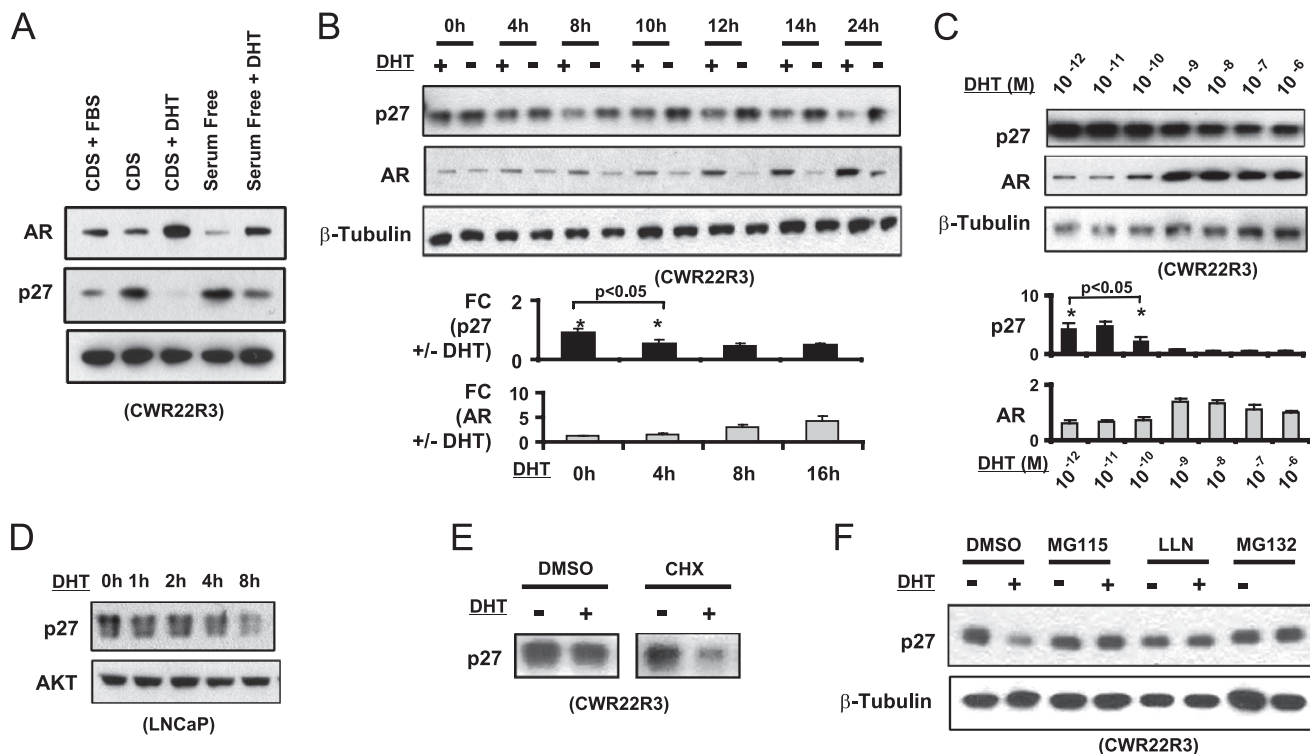 A
CDS + FBS
CDS
CDS + DHT
Serum Free
Serum Free + DHT
AR
p27
(CWR22R3)
B
0h 4h 8h 10h 12h 14h 24h
DHT + - + - + - + - + - + - + -
p27
AR
β-Tubulin
(CWR22R3)
p<0.05
FC
(p27
+/- DHT)
2
0
* *
FC
(AR
+/- DHT)
10
5
0
DHT 0h 4h 8h 16h
C
DHT (M) 10-12 10-11 10-10 10-9 10-8 10-7 10-6
p27
AR
β-Tubulin
(CWR22R3)
p<0.05
p27
10
0
* *
AR
2
1
0
DHT (M) 10-12 10-11 10-10 10-9 10-8 10-7 10-6
D
DHT 0h 1h 2h 4h 8h
p27
AKT
(LNCaP)
E
DMSO CHX
DHT - + - +
p27
(CWR22R3)
F
DMSO MG115 LLN MG132
DHT - + - + - + -
p27
β-Tubulin
(CWR22R3)